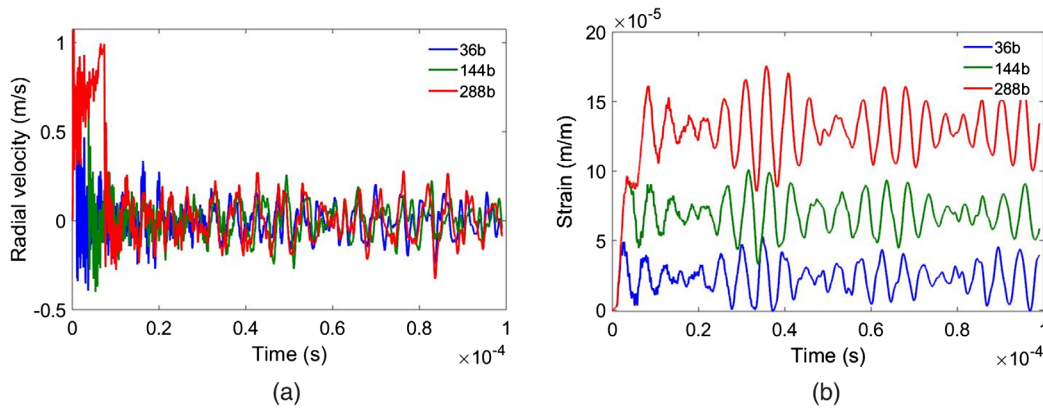 1
0.5
0
-0.5
Radial velocity (m/s)
36b
144b
288b
0
0.2
0.4
0.6
0.8
1
Time (s)
×10⁻⁴
(a)
20
×10⁻⁵
15
10
5
0
Strain (m/m)
36b
144b
288b
0
0.2
0.4
0.6
0.8
1
Time (s)
×10⁻⁴
(b)